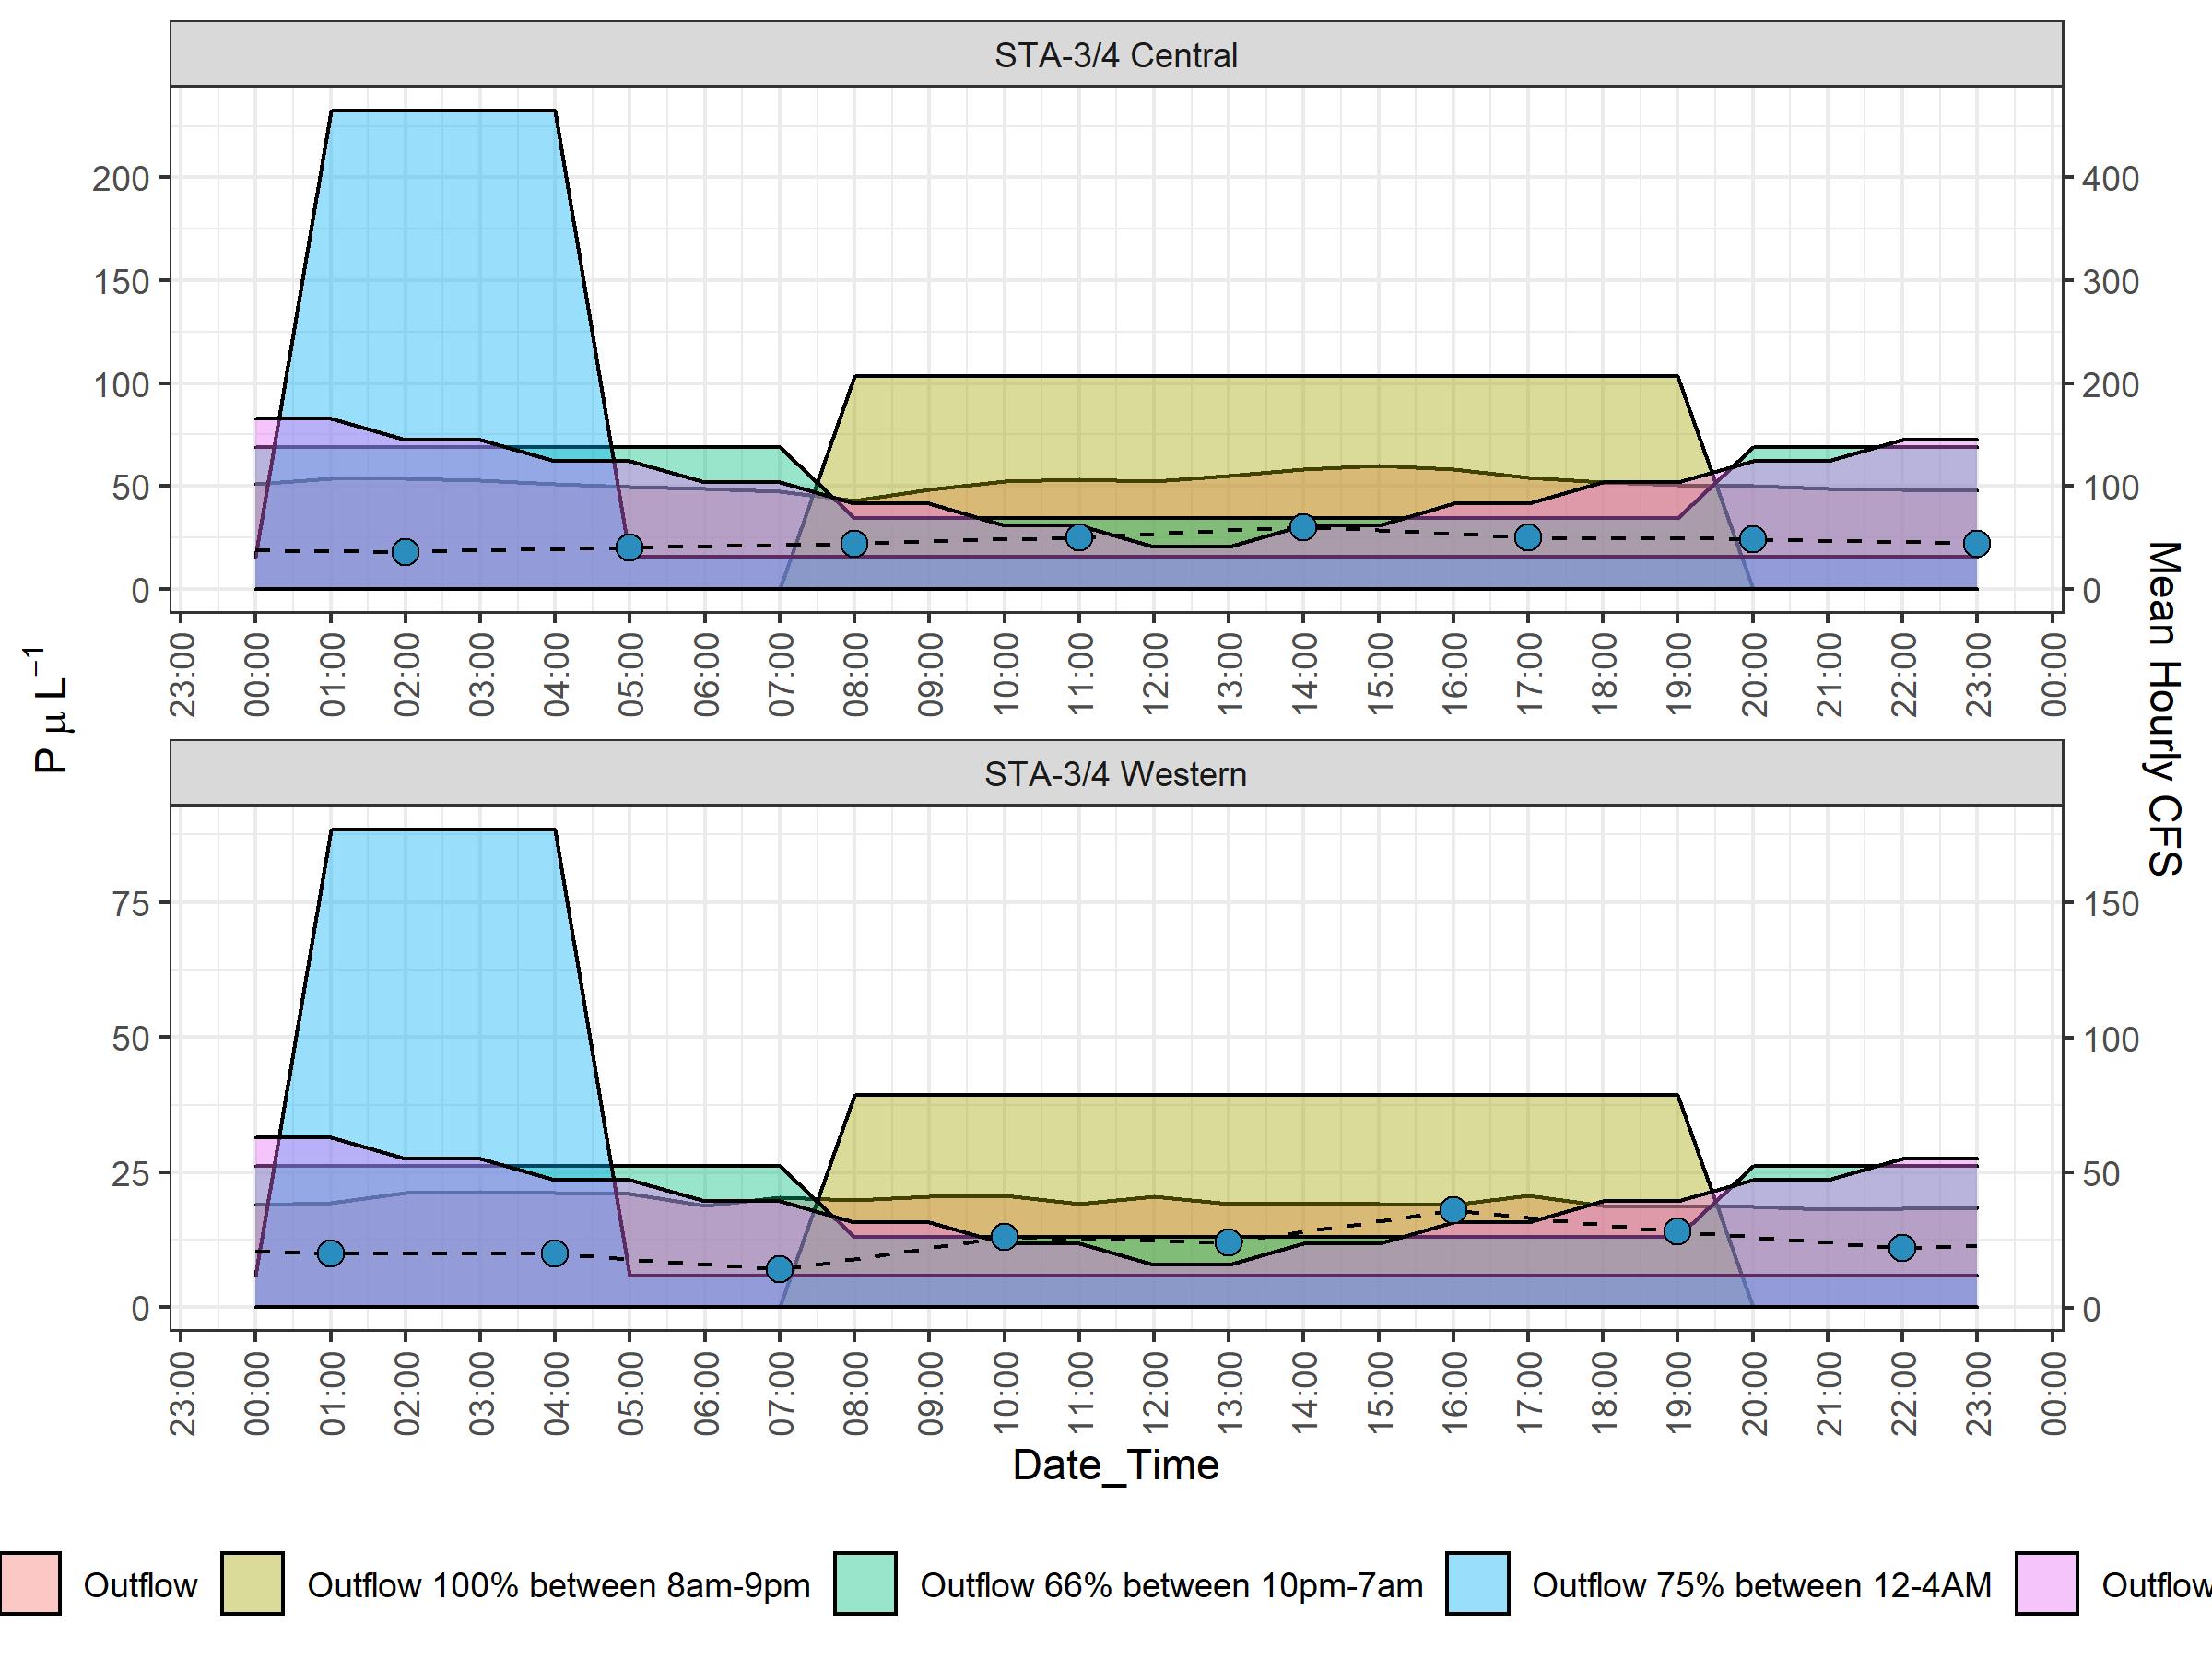 STA-3/4 Central
200
150
100
50
0
400
300
200
100
0
23:00 00:00 01:00 02:00 03:00 04:00 05:00 06:00 07:00 08:00 09:00 10:00 11:00 12:00 13:00 14:00 15:00 16:00 17:00 18:00 19:00 20:00 21:00 22:00 23:00 00:00
P μ L⁻¹
Mean Hourly CFS
STA-3/4 Western
75
50
25
0
150
100
50
0
23:00 00:00 01:00 02:00 03:00 04:00 05:00 06:00 07:00 08:00 09:00 10:00 11:00 12:00 13:00 14:00 15:00 16:00 17:00 18:00 19:00 20:00 21:00 22:00 23:00 00:00
Date_Time
Outflow Outflow 100% between 8am-9pm Outflow 66% between 10pm-7am Outflow 75% between 12-4AM Outflow